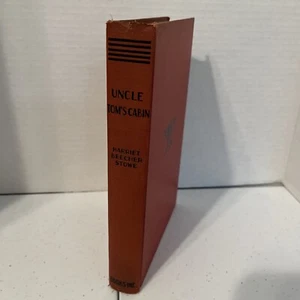 UNCLE
TOM'S CABIN
HARRIET
BEECHER
STOWE